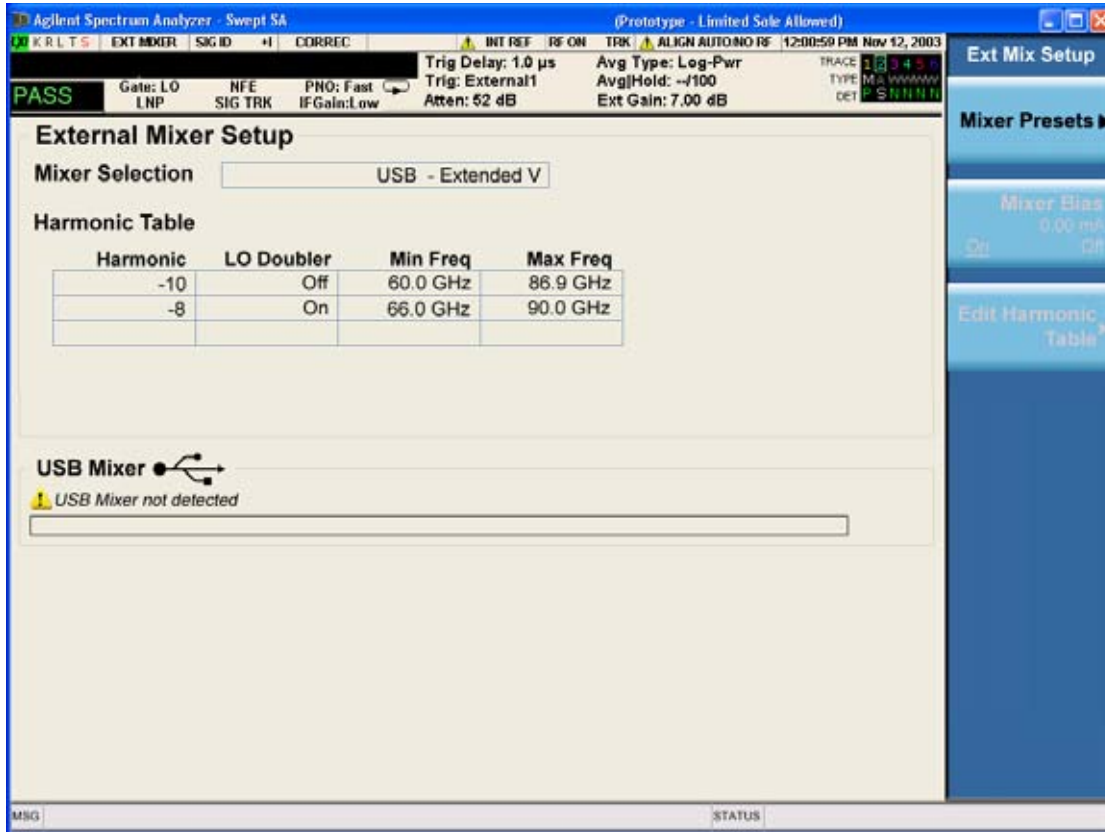 Agilent Spectrum Analyzer - Swept SA (Prototype - Limited Sale Allowed)
K R L T S EXT MIXER SIG ID CORREC INT REF RF ON TRK ALIGN AUTO/NO RF 12:00:59 PM Nov 12, 2003
PASS
Gate: LO
LNP
NFE
SIG TRK
PNO: Fast
IFGain:Low
Trig Delay: 1.0 µs
Trig: External1
Atten: 52 dB
Avg Type: Log-Pwr
Avg|Hold: --/100
Ext Gain: 7.00 dB
TRACE 1 2 3 4 5 6
TYPE M A W W W W
DET P S N N N N
External Mixer Setup
Mixer Selection USB - Extended V
Harmonic Table
Harmonic LO Doubler Min Freq Max Freq
-10 Off 60.0 GHz 86.9 GHz
-8 On 66.0 GHz 90.0 GHz
USB Mixer
USB Mixer not detected
Ext Mix Setup
Mixer Presets
Mixer Bias
0.00 mA
On Off
Edit Harmonic
Table
MSG STATUS